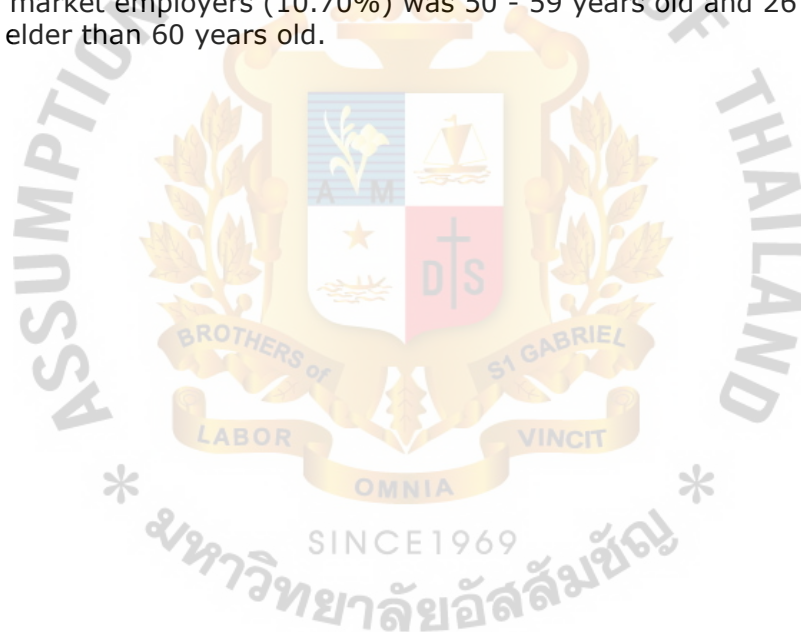 market employers (10.70%) was 50 - 59 years old and 26
elder than 60 years old.
ASSUMPTION
OF THAILAND
A M
D S
BROTHERS of
S1 GABRIEL
LABOR
VINCIT
OMNIA
SINCE1969
* มหาวิทยาลัยอัสสัมชัญ *